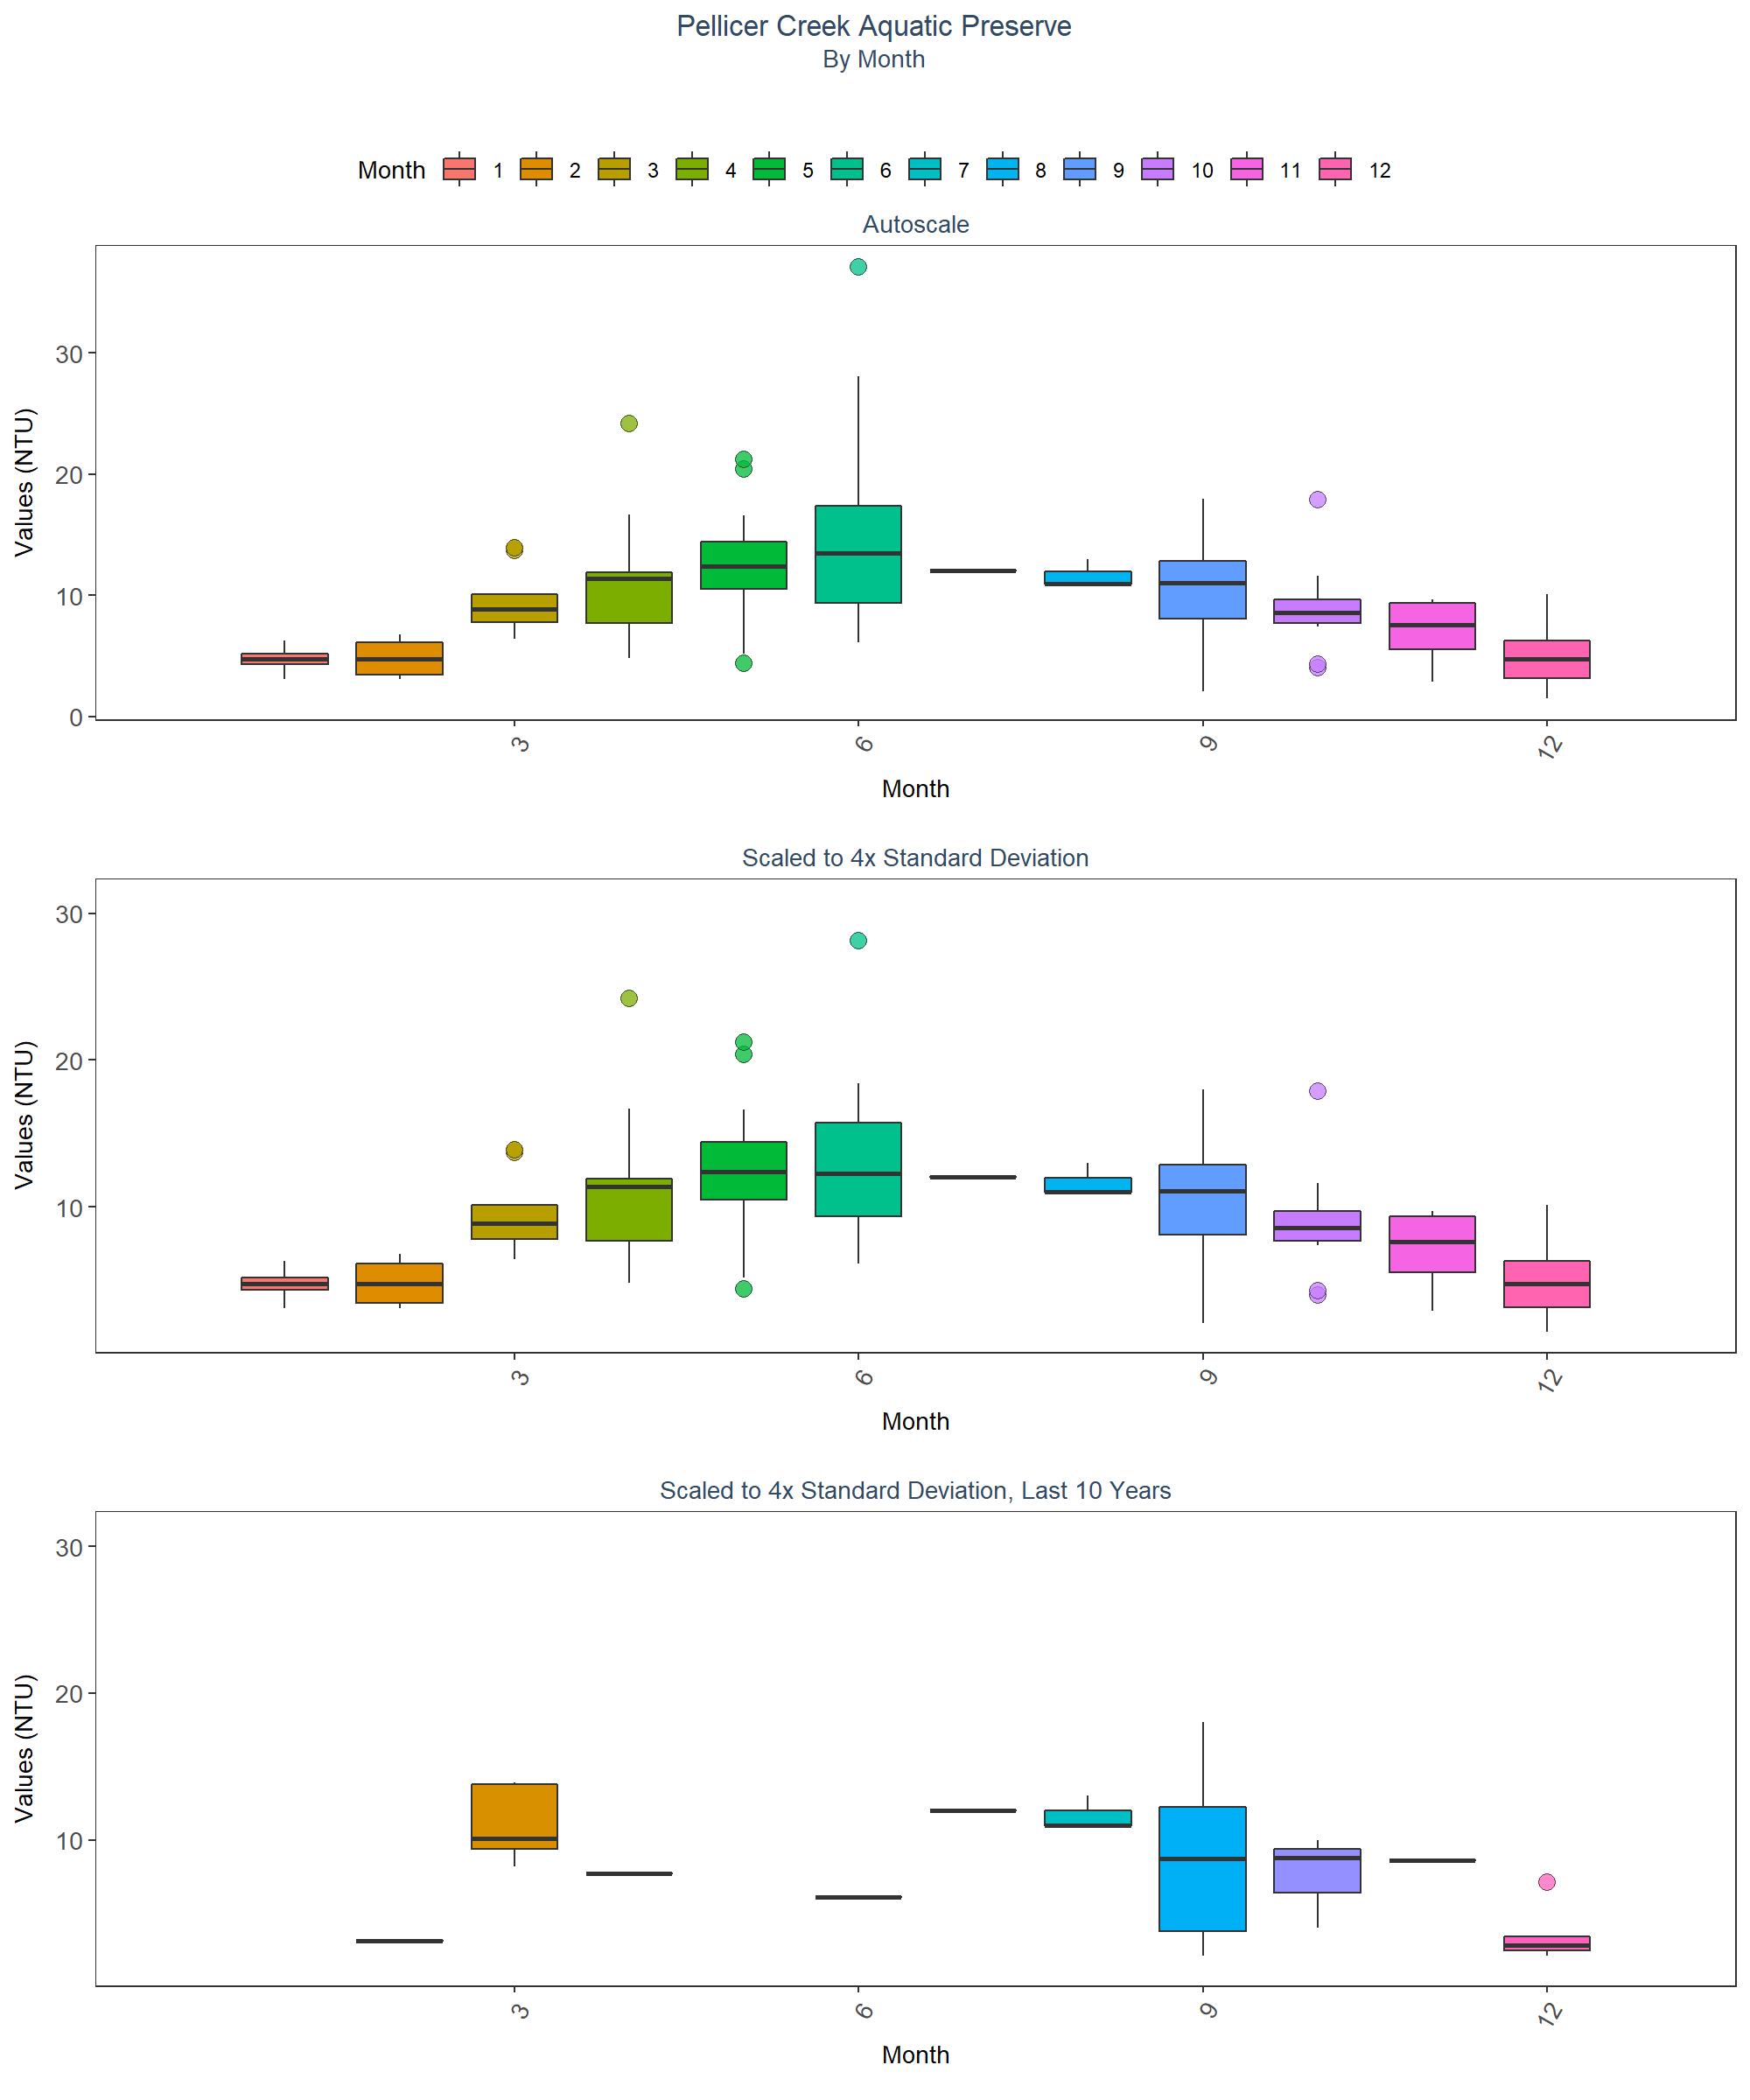 Pellicer Creek Aquatic Preserve
By Month
Month 1 2 3 4 5 6 7 8 9 10 11 12
Autoscale
Values (NTU)
30
20
10
0
3 6 9 12
Month
Scaled to 4x Standard Deviation
Values (NTU)
30
20
10
3 6 9 12
Month
Scaled to 4x Standard Deviation, Last 10 Years
Values (NTU)
30
20
10
3 6 9 12
Month